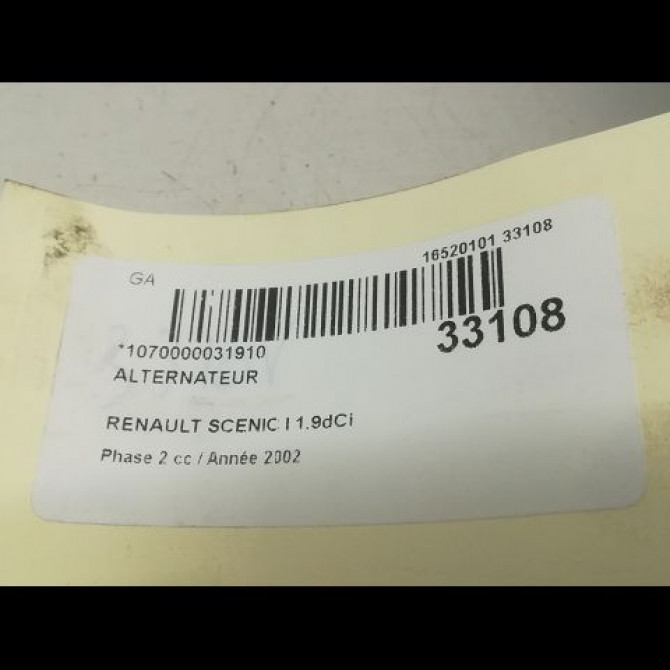 16520101 33108
GA
33108
*1070000031910
ALTERNATEUR
RENAULT SCENIC I 1.9dCi
Phase 2 cc / Année 2002